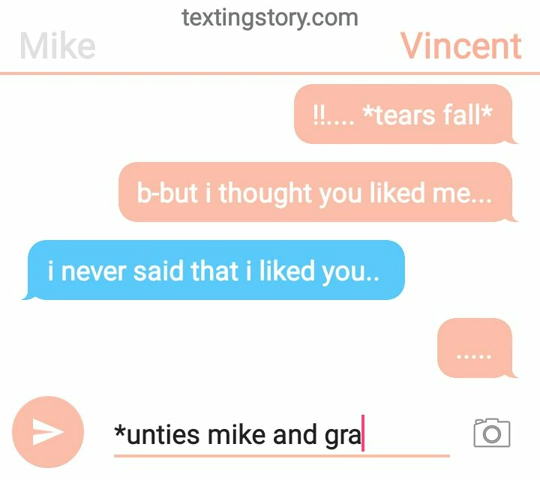 textingstory.com
Mike
Vincent
!!.... *tears fall*
b-but i thought you liked me...
i never said that i liked you..
.....
*unties mike and gra